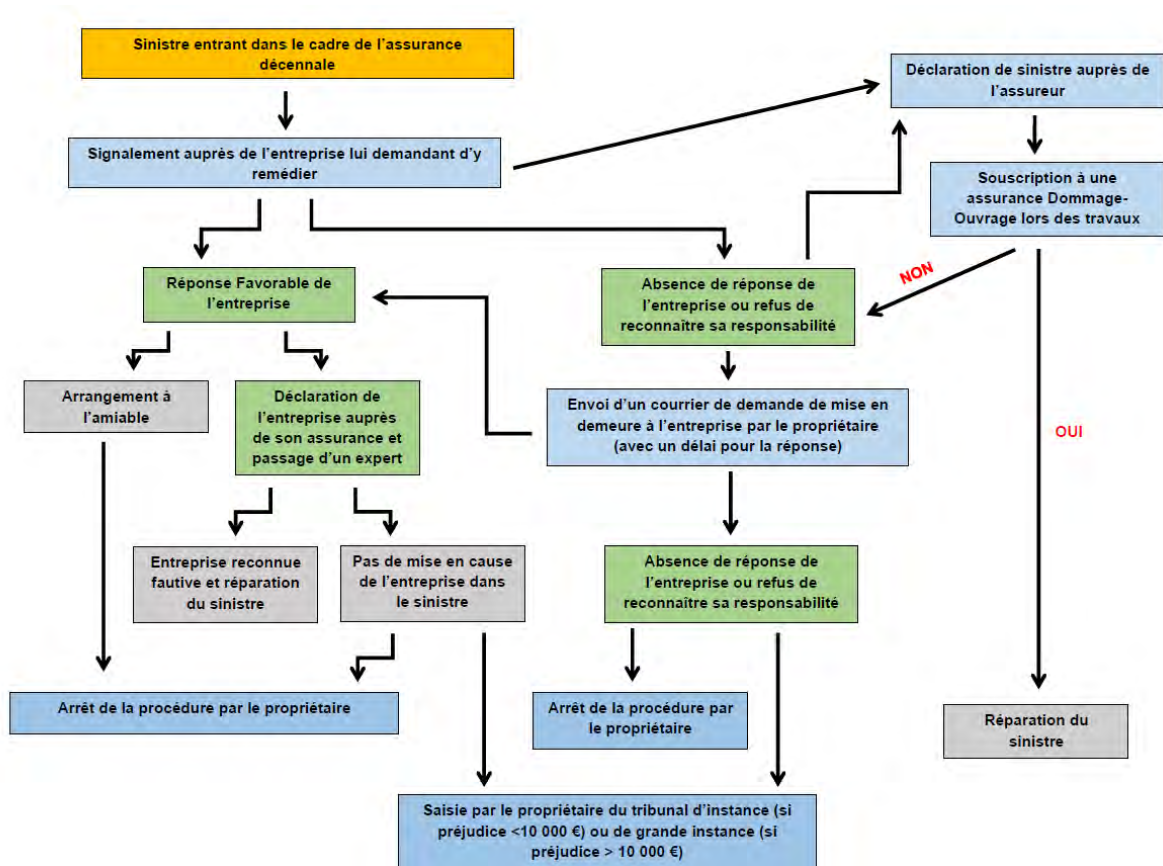 Sinistre entrant dans le cadre de l'assurance
décennale
Déclaration de sinistre auprès de
l'assureur
Signalement auprès de l'entreprise lui demandant d'y
remédier
Souscription à une
assurance Dommage-
Ouvrage lors des travaux
NON
Réponse Favorable de
l'entreprise
Absence de réponse de
l'entreprise ou refus de
reconnaître sa responsabilité
Arrangement à
l'amiable
Déclaration de
l'entreprise auprès
de son assurance et
passage d'un expert
Envoi d'un courrier de demande de mise en
demeure à l'entreprise par le propriétaire
(avec un délai pour la réponse)
OUI
Entreprise reconnue
fautive et réparation
du sinistre
Pas de mise en cause
de l'entreprise dans
le sinistre
Absence de réponse de
l'entreprise ou refus de
reconnaître sa responsabilité
Arrêt de la procédure par le propriétaire
Arrêt de la procédure par
le propriétaire
Réparation du
sinistre
Saisie par le propriétaire du tribunal d'instance (si
préjudice <10 000 €) ou de grande instance (si
préjudice > 10 000 €)